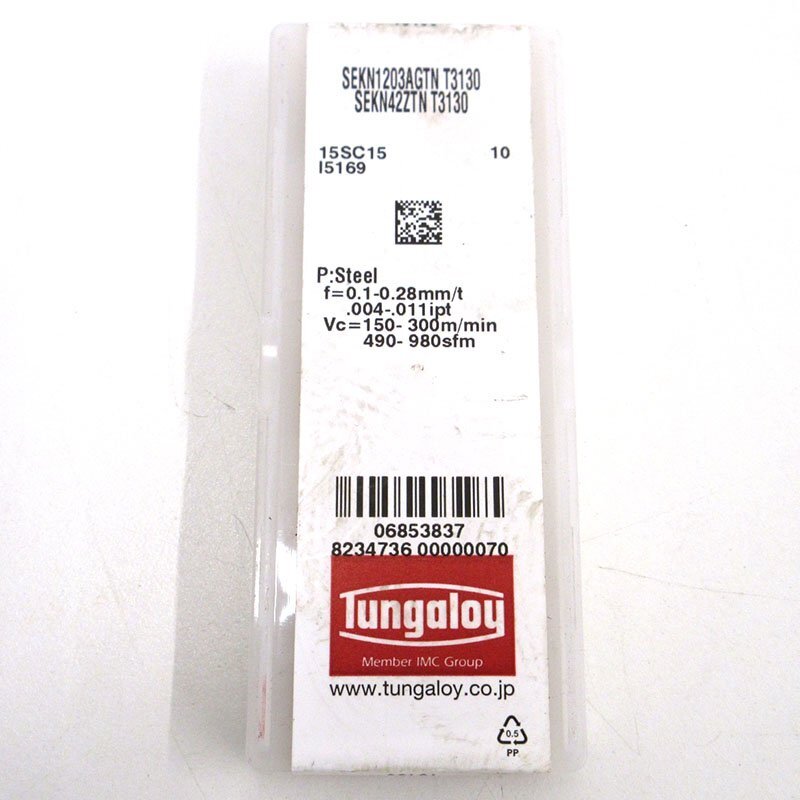 SEKN1203AGTN T3130
SEKN42ZTN T3130
15SC15 10
I5169
P:Steel
f=0.1-0.28mm/t
.004-.011ipt
Vc=150- 300m/min
490- 980sfm
06853837
8234736 00000070
Tungaloy
Member IMC Group
www.tungaloy.co.jp
0.5
PP